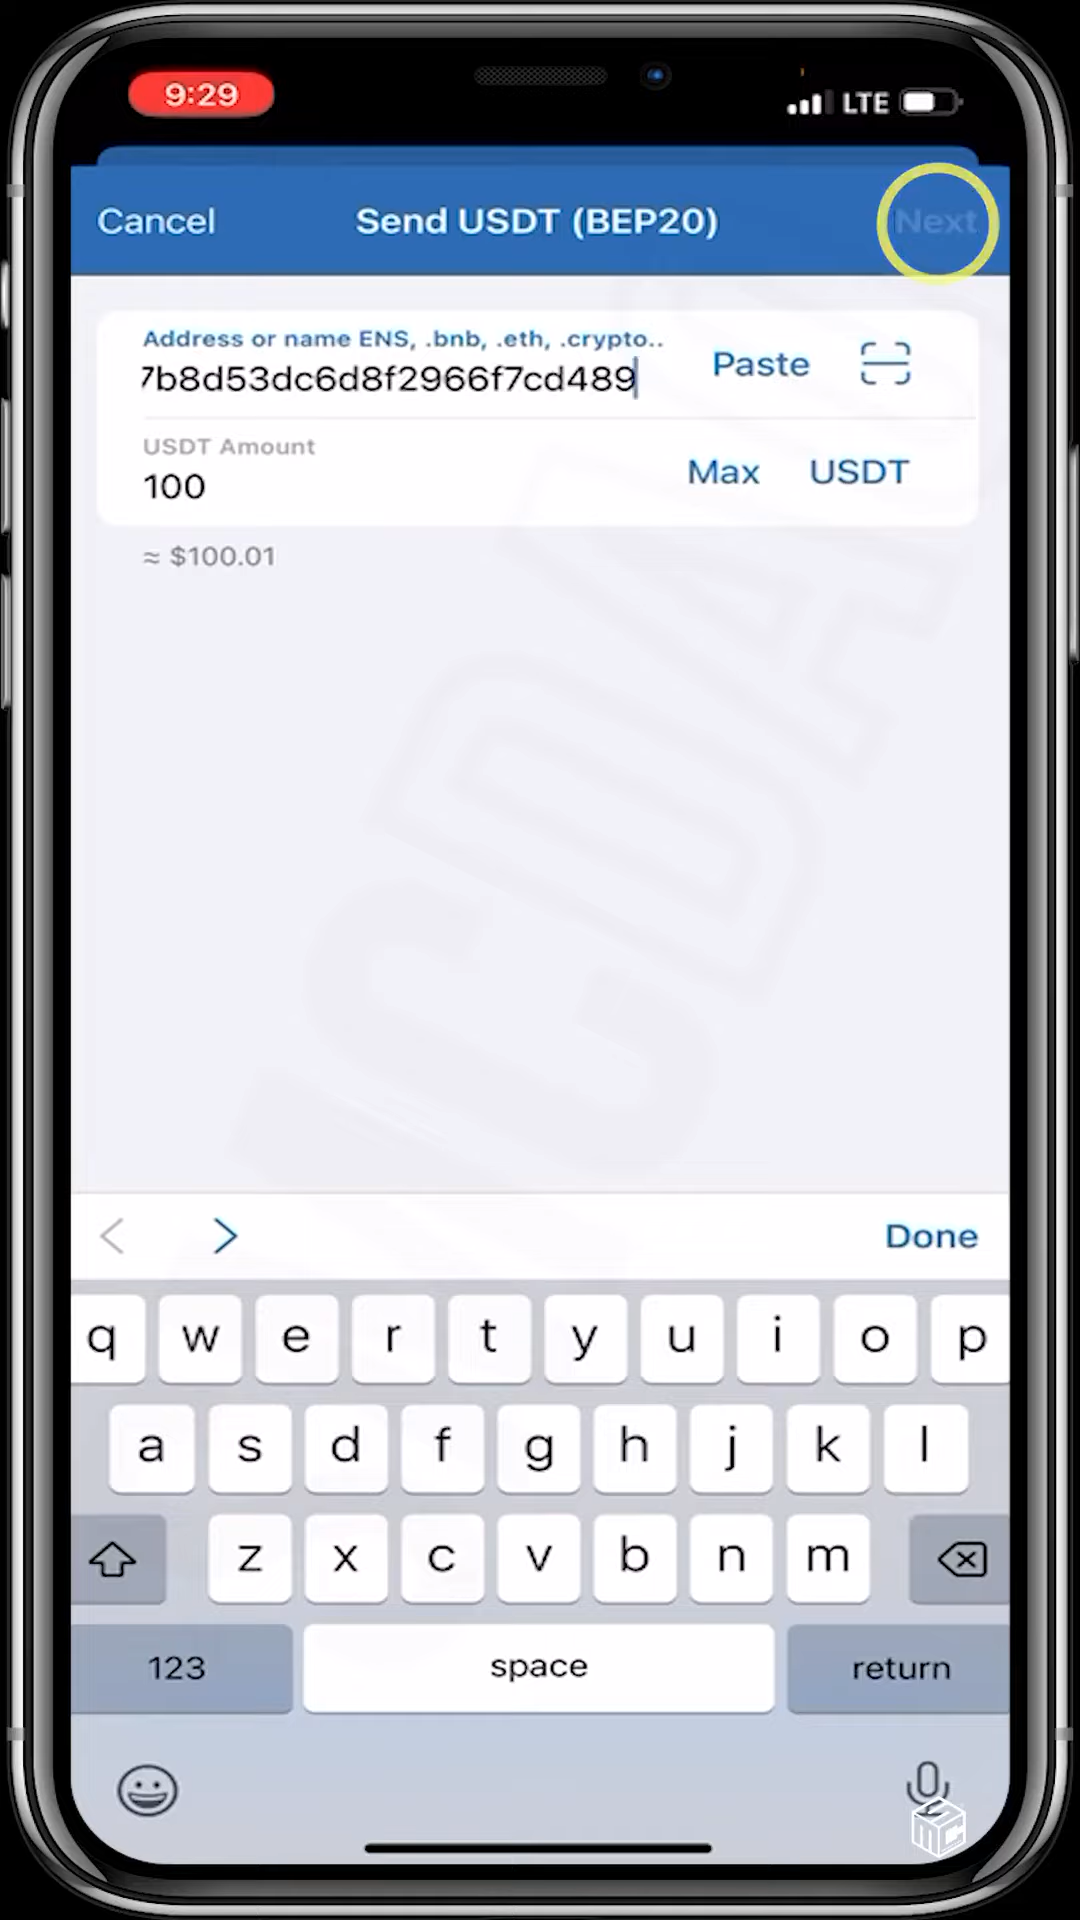 9:29
LTE
Cancel
Send USDT (BEP20)
Next
Address or name ENS, .bnb, .eth, .crypto..
7b8d53dc6d8f2966f7cd489
Paste
USDT Amount
100
Max
USDT
≈ $100.01
Done
q w e r t y u i o p
a s d f g h j k l
z x c v b n m
123
space
return